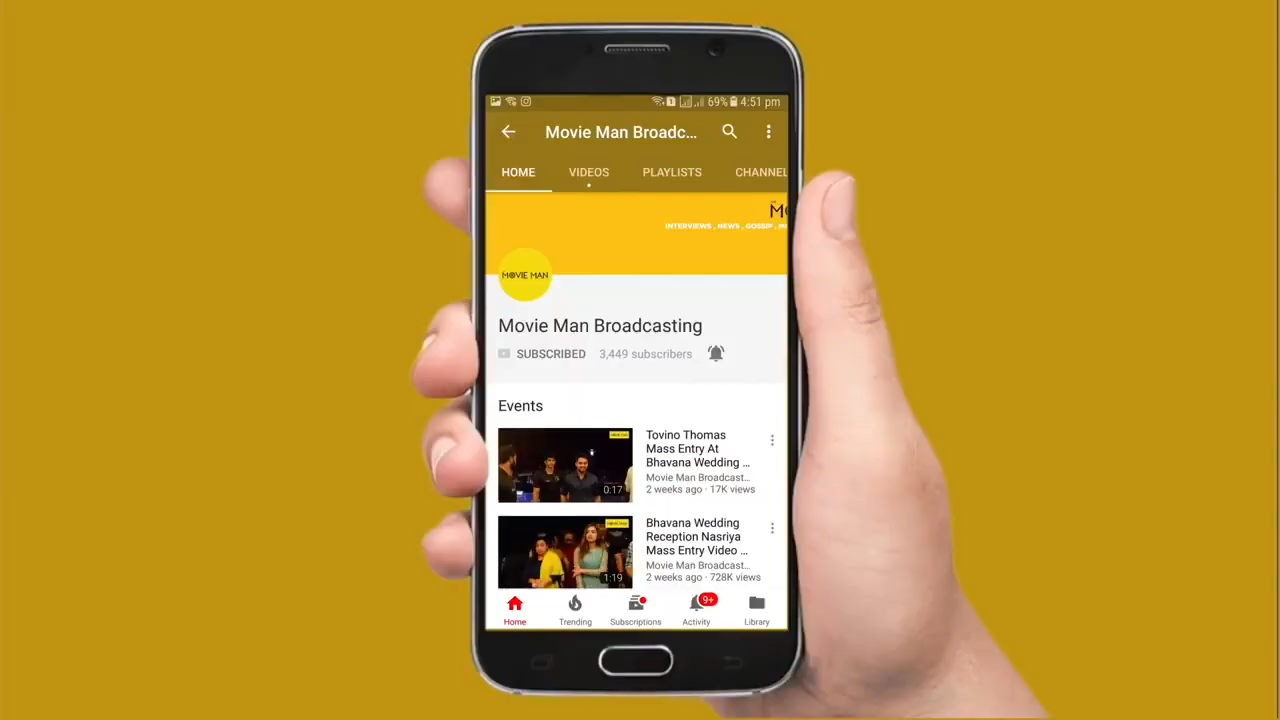 69% 4:51 pm
Movie Man Broadc...
HOME VIDEOS PLAYLISTS CHANNEL
INTERVIEWS , NEWS , GOSSIP ,
MOVIE MAN
Movie Man Broadcasting
SUBSCRIBED 3,449 subscribers
Events
Tovino Thomas
Mass Entry At
Bhavana Wedding ...
Movie Man Broadcast...
2 weeks ago · 17K views
0:17
Bhavana Wedding
Reception Nasriya
Mass Entry Video ...
Movie Man Broadcast...
2 weeks ago · 728K views
1:19
9+
Home Trending Subscriptions Activity Library